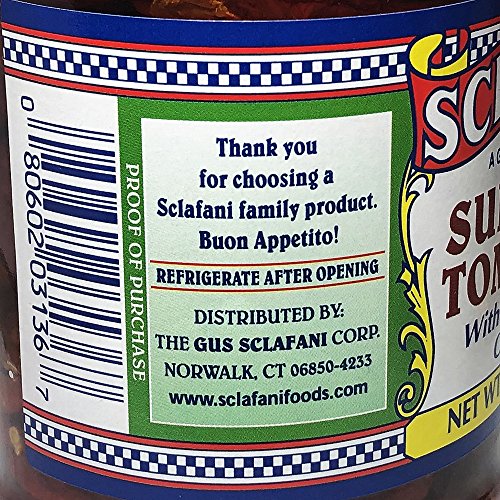 Thank you
for choosing a
Sclafani family product.
Buon Appetito!
REFRIGERATE AFTER OPENING
DISTRIBUTED BY:
THE GUS SCLAFANI CORP.
NORWALK, CT 06850-4233
www.sclafanifoods.com
PROOF OF PURCHASE
0 80602 03136 7
NET